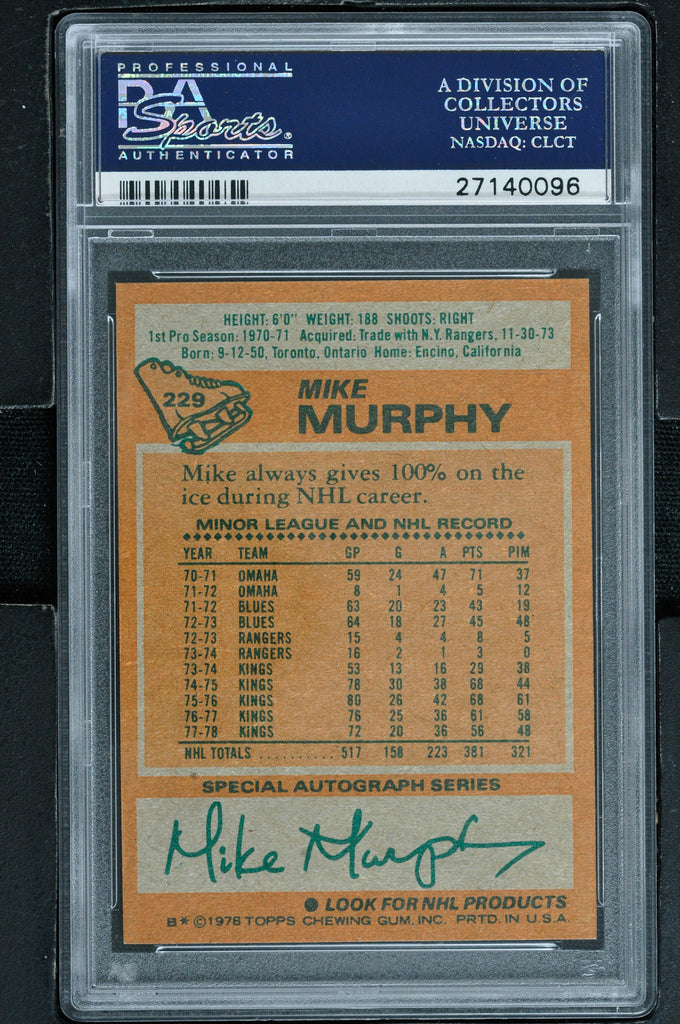 PROFESSIONAL
PSA
Sports®
AUTHENTICATOR
A DIVISION OF
COLLECTORS
UNIVERSE
NASDAQ: CLCT
27140096
HEIGHT: 6'0" WEIGHT: 188 SHOOTS: RIGHT
1st Pro Season: 1970-71 Acquired: Trade with N.Y. Rangers, 11-30-73
Born: 9-12-50, Toronto, Ontario Home: Encino, California
229
MIKE
MURPHY
Mike always gives 100% on the
ice during NHL career.
MINOR LEAGUE AND NHL RECORD
YEAR TEAM GP G A PTS PIM
70-71 OMAHA 59 24 47 71 37
71-72 OMAHA 8 1 4 5 12
71-72 BLUES 63 20 23 43 19
72-73 BLUES 64 18 27 45 48
72-73 RANGERS 15 4 4 8 5
73-74 RANGERS 16 2 1 3 0
73-74 KINGS 53 13 16 29 38
74-75 KINGS 78 30 38 68 44
75-76 KINGS 80 26 42 68 61
76-77 KINGS 76 25 36 61 58
77-78 KINGS 72 20 36 56 48
NHL TOTALS .......... 517 158 223 381 321
SPECIAL AUTOGRAPH SERIES
Mike Murphy
LOOK FOR NHL PRODUCTS
B* ©1978 TOPPS CHEWING GUM, INC. PRTD. IN U.S.A.